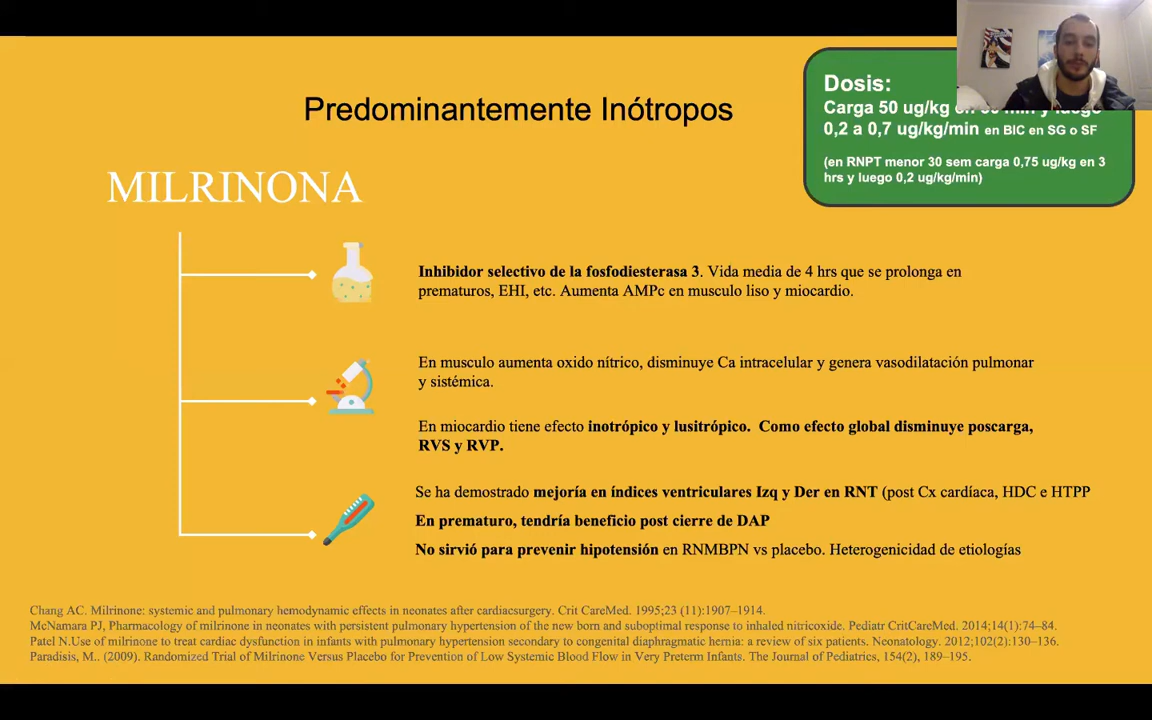 Predominantemente Inótropos
Dosis:
Carga 50 ug/kg
0,2 a 0,7 ug/kg/min en BIC en SG o SF
(en RNPT menor 30 sem carga 0,75 ug/kg en 3
hrs y luego 0,2 ug/kg/min)
MILRINONA
Inhibidor selectivo de la fosfodiesterasa 3. Vida media de 4 hrs que se prolonga en
prematuros, EHI, etc. Aumenta AMPc en musculo liso y miocardio.
En musculo aumenta oxido nítrico, disminuye Ca intracelular y genera vasodilatación pulmonar
y sistémica.
En miocardio tiene efecto inotrópico y lusitrópico. Como efecto global disminuye poscarga,
RVS y RVP.
Se ha demostrado mejoría en índices ventriculares Izq y Der en RNT (post Cx cardíaca, HDC e HTPP
En prematuro, tendría beneficio post cierre de DAP
No sirvió para prevenir hipotensión en RNMBPN vs placebo. Heterogenicidad de etiologías
Chang AC. Milrinone: systemic and pulmonary hemodynamic effects in neonates after cardiacsurgery. Crit CareMed. 1995;23 (11):1907–1914.
McNamara PJ, Pharmacology of milrinone in neonates with persistent pulmonary hypertension of the new born and suboptimal response to inhaled nitricoxide. Pediatr CritCareMed. 2014;14(1):74–84.
Patel N.Use of milrinone to treat cardiac dysfunction in infants with pulmonary hypertension secondary to congenital diaphragmatic hernia: a review of six patients. Neonatology. 2012;102(2):130–136.
Paradisis, M.. (2009). Randomized Trial of Milrinone Versus Placebo for Prevention of Low Systemic Blood Flow in Very Preterm Infants. The Journal of Pediatrics, 154(2), 189–195.